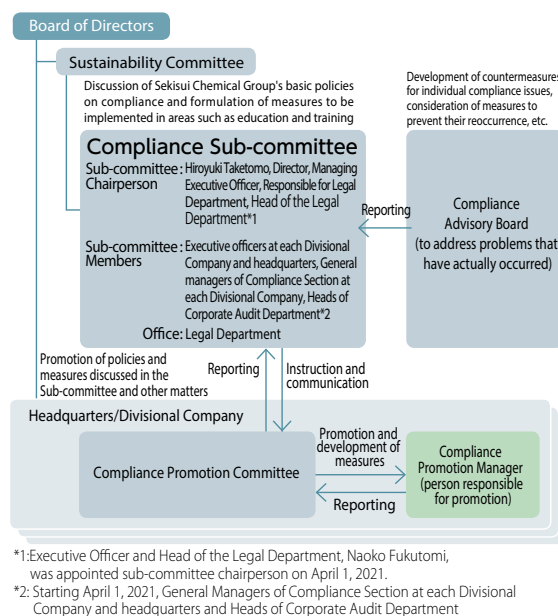 Board of Directors
Sustainability Committee
Discussion of Sekisui Chemical Group's basic policies
on compliance and formulation of measures to be
implemented in areas such as education and training
Development of countermeasures
for individual compliance issues,
consideration of measures to
prevent their reoccurrence, etc.
Compliance Sub-committee
Sub-committee
Chairperson
: Hiroyuki Taketomo, Director, Managing
Executive Officer, Responsible for Legal
Department, Head of the Legal
Department*1
Sub-committee
Members
: Executive officers at each Divisional
Company and headquarters, General
managers of Compliance Section at
each Divisional Company, Heads of
Corporate Audit Department*2
Office: Legal Department
Reporting
Compliance
Advisory Board
(to address problems that
have actually occurred)
Promotion of policies and
measures discussed in the
Sub-committee and other matters
Reporting
Instruction and
communication
Headquarters/Divisional Company
Compliance Promotion Committee
Promotion and
development of
measures
Reporting
Compliance
Promotion Manager
(person responsible
for promotion)
*1:Executive Officer and Head of the Legal Department, Naoko Fukutomi,
was appointed sub-committee chairperson on April 1, 2021.
*2: Starting April 1, 2021, General Managers of Compliance Section at each Divisional
Company and headquarters and Heads of Corporate Audit Department